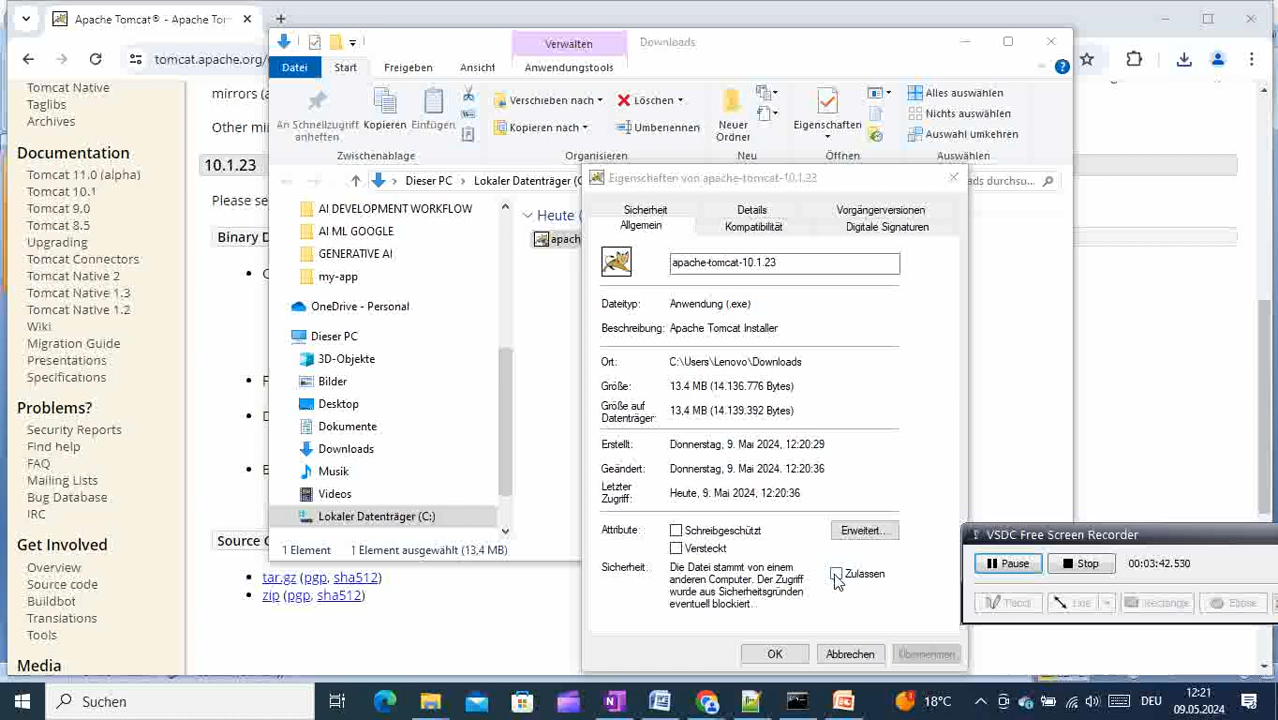 Apache Tomcat® - Apache To
tomcat.apache.org/
Tomcat Native
Taglibs
Archives
Documentation
Tomcat 11.0 (alpha)
Tomcat 10.1
Tomcat 9.0
Tomcat 8.5
Upgrading
Tomcat Connectors
Tomcat Native 2
Tomcat Native 1.3
Tomcat Native 1.2
Wiki
Migration Guide
Presentations
Specifications
Problems?
Security Reports
Find help
FAQ
Mailing Lists
Bug Database
IRC
Get Involved
Overview
Source code
Buildbot
Translations
Tools
Media
mirrors (a
Other mi
10.1.23
Please se
Binary D
Source C
tar.gz (pgp, sha512)
zip (pgp, sha512)
Verwalten
Downloads
Datei
Start
Freigeben
Ansicht
Anwendungstools
An Schnellzugriff anheften.
Kopieren
Einfügen
Zwischenablage
Verschieben nach
Kopieren nach
Löschen
Umbenennen
Organisieren
Neuer Ordner
Neu
Eigenschaften
Öffnen
Alles auswählen
Nichts auswählen
Auswahl umkehren
Auswählen
Dieser PC
Lokaler Datenträger (C
ads durchsu...
AI DEVELOPMENT WORKFLOW
AI ML GOOGLE
GENERATIVE AI
my-app
OneDrive - Personal
Dieser PC
3D-Objekte
Bilder
Desktop
Dokumente
Downloads
Musik
Videos
Lokaler Datenträger (C:)
Heute (
apach
1 Element
1 Element ausgewählt (13,4 MB)
Eigenschaften von apache-tomcat-10.1.23
Sicherheit
Details
Vorgängerversionen
Allgemein
Kompatibilität
Digitale Signaturen
apache-tomcat-10.1.23
Dateityp:
Anwendung (.exe)
Beschreibung:
Apache Tomcat Installer
Ort:
C:\Users\Lenovo\Downloads
Größe:
13,4 MB (14.136.776 Bytes)
Größe auf
Datenträger:
13,4 MB (14.139.392 Bytes)
Erstellt:
Donnerstag, 9. Mai 2024, 12:20:29
Geändert:
Donnerstag, 9. Mai 2024, 12:20:36
Letzter
Zugriff:
Heute, 9. Mai 2024, 12:20:36
Attribute:
Schreibgeschützt
Erweitert...
Versteckt
Sicherheit:
Die Datei stammt von einem
anderen Computer. Der Zugriff
wurde aus Sicherheitsgründen
eventuell blockiert.
Zulassen
OK
Abbrechen
Übernehmen
VSDC Free Screen Recorder
Pause
Stop
00:03:42.530
Pencil
Line
Rectangle
Ellipse
Suchen
18°C
DEU
12:21
09.05.2024